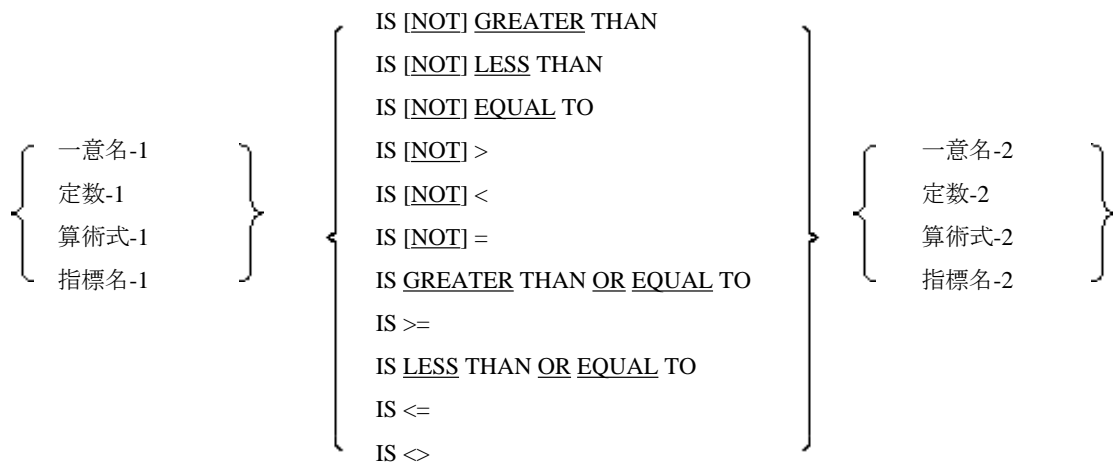 一意名-1
定数-1
算術式-1
指標名-1
IS [NOT] GREATER THAN
IS [NOT] LESS THAN
IS [NOT] EQUAL TO
IS [NOT] >
IS [NOT] <
IS [NOT] =
IS GREATER THAN OR EQUAL TO
IS >=
IS LESS THAN OR EQUAL TO
IS <=
IS <>
一意名-2
定数-2
算術式-2
指標名-2